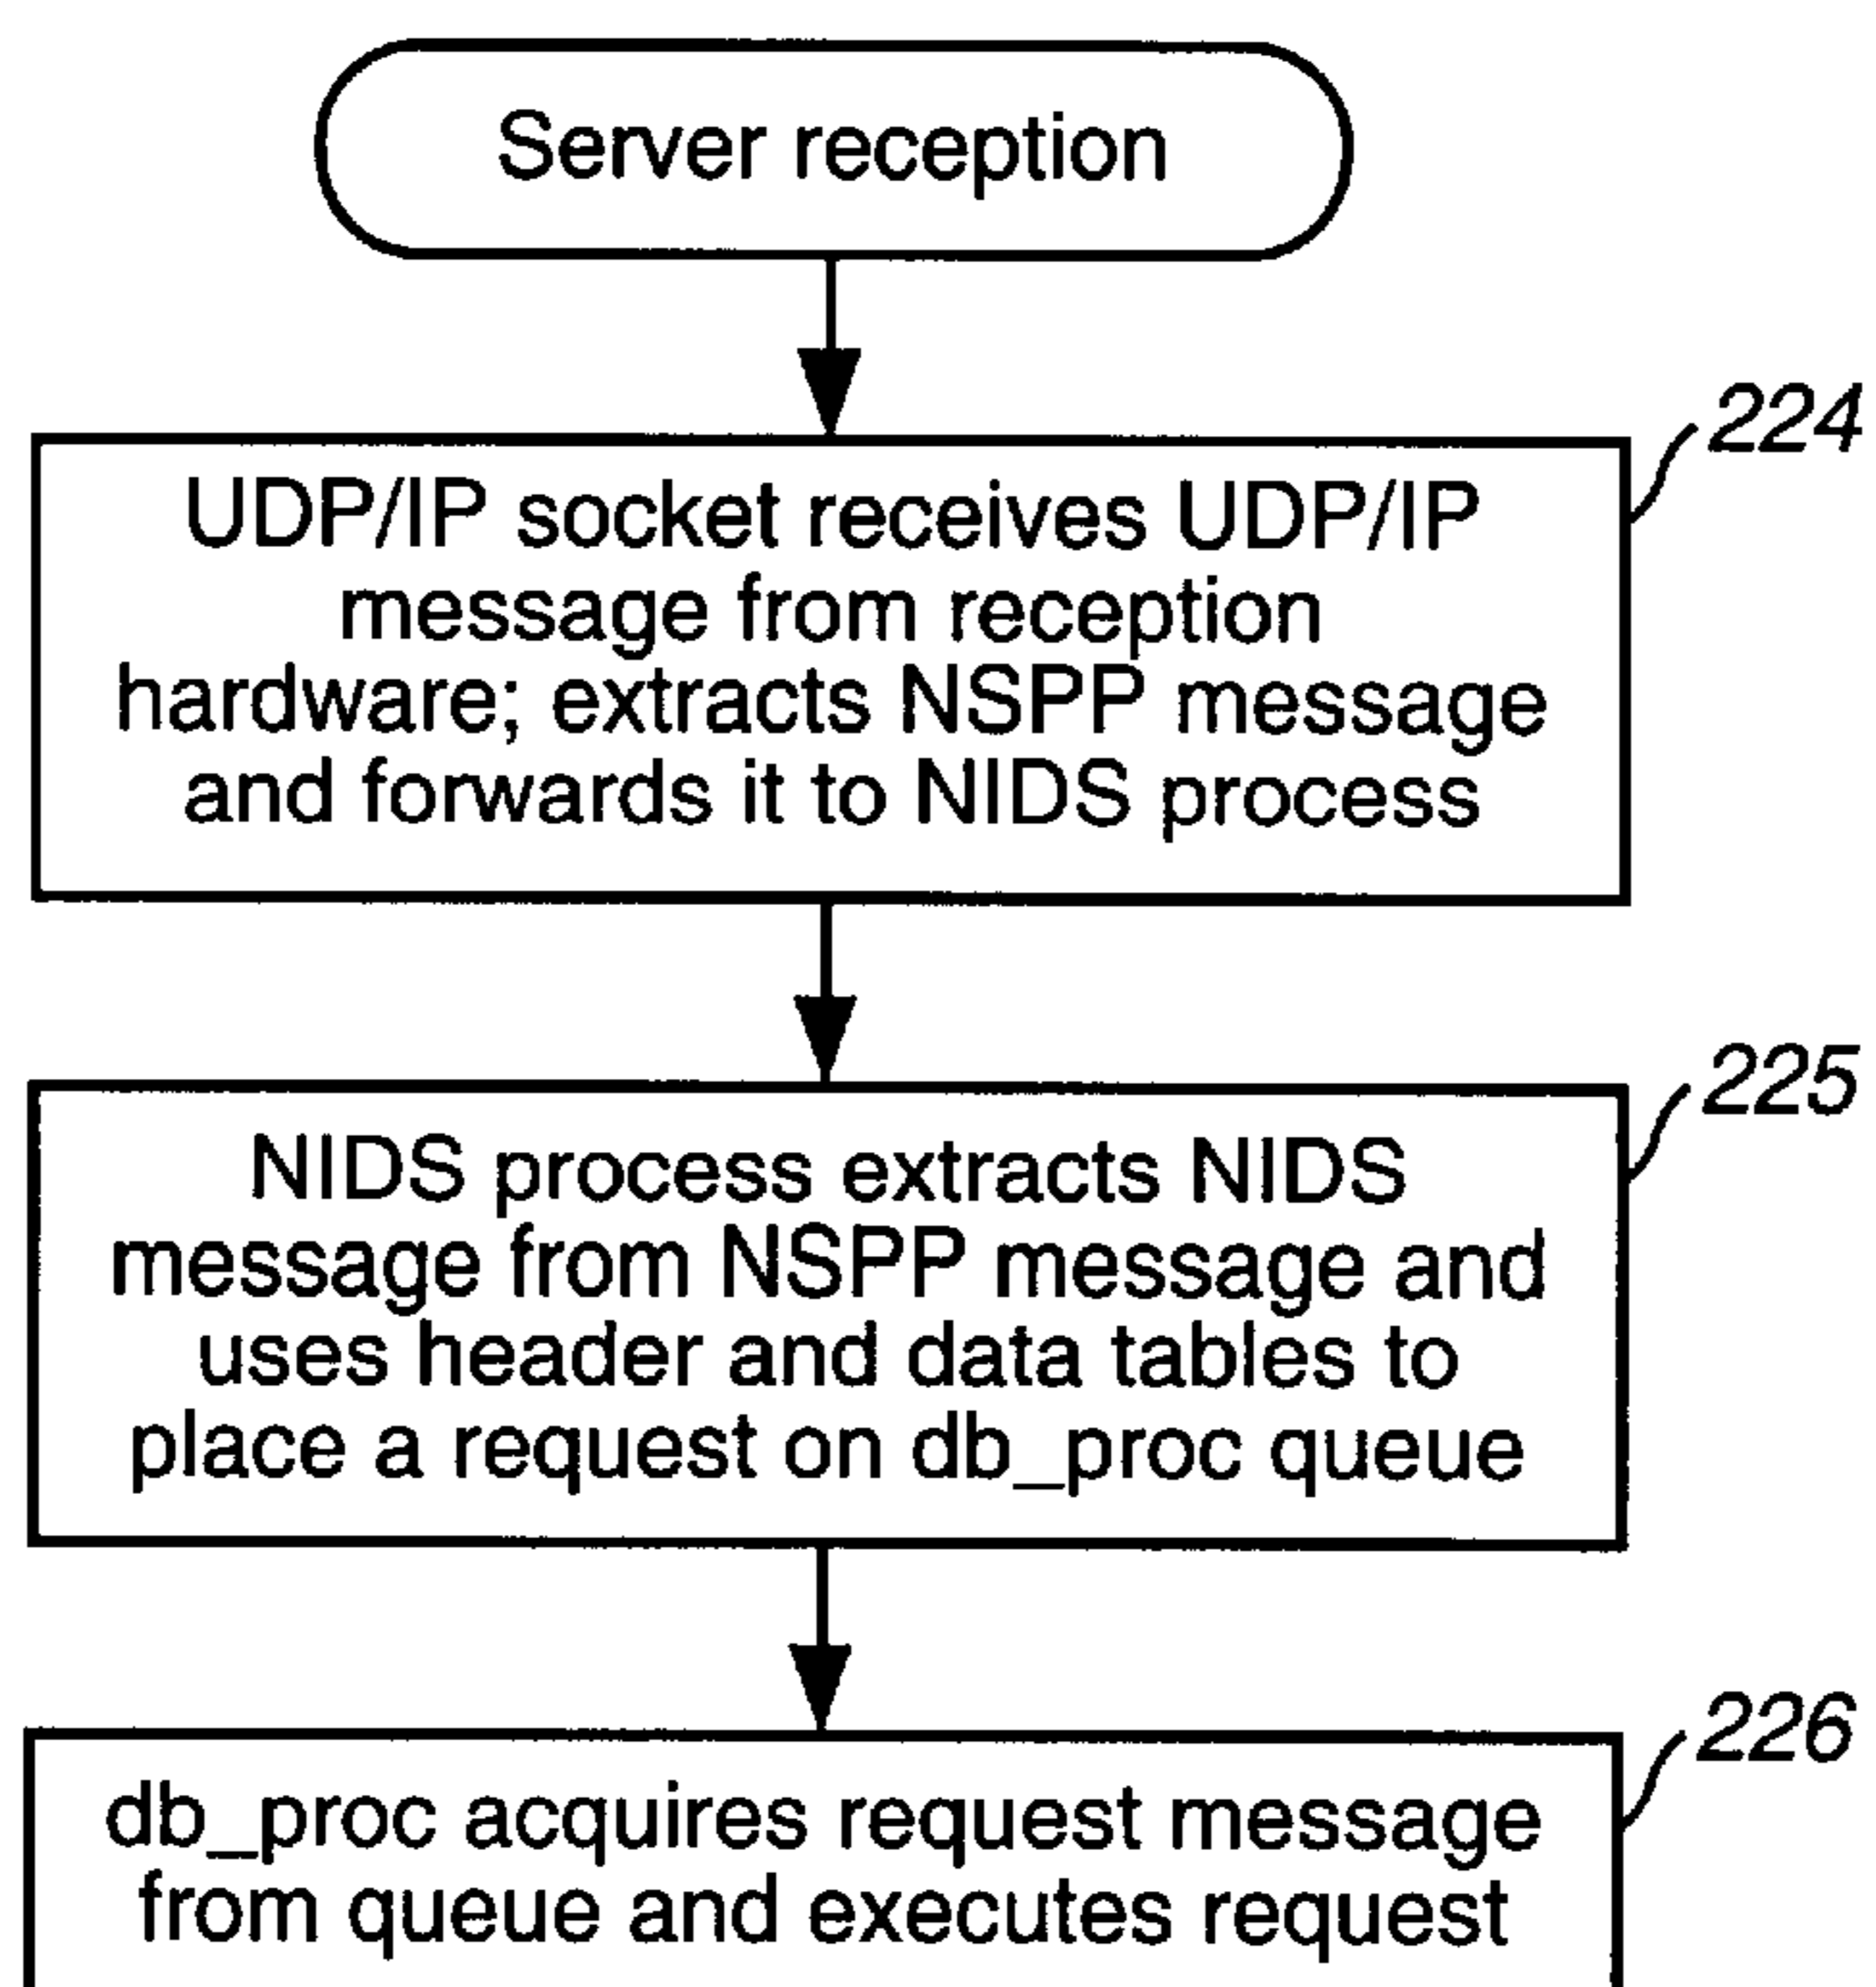 Server reception
224
UDP/IP socket receives UDP/IP
message from reception
hardware; extracts NSPP message
and forwards it to NIDS process
225
NIDS process extracts NIDS
message from NSPP message and
uses header and data tables to
place a request on db_proc queue
226
db_proc acquires request message
from queue and executes request